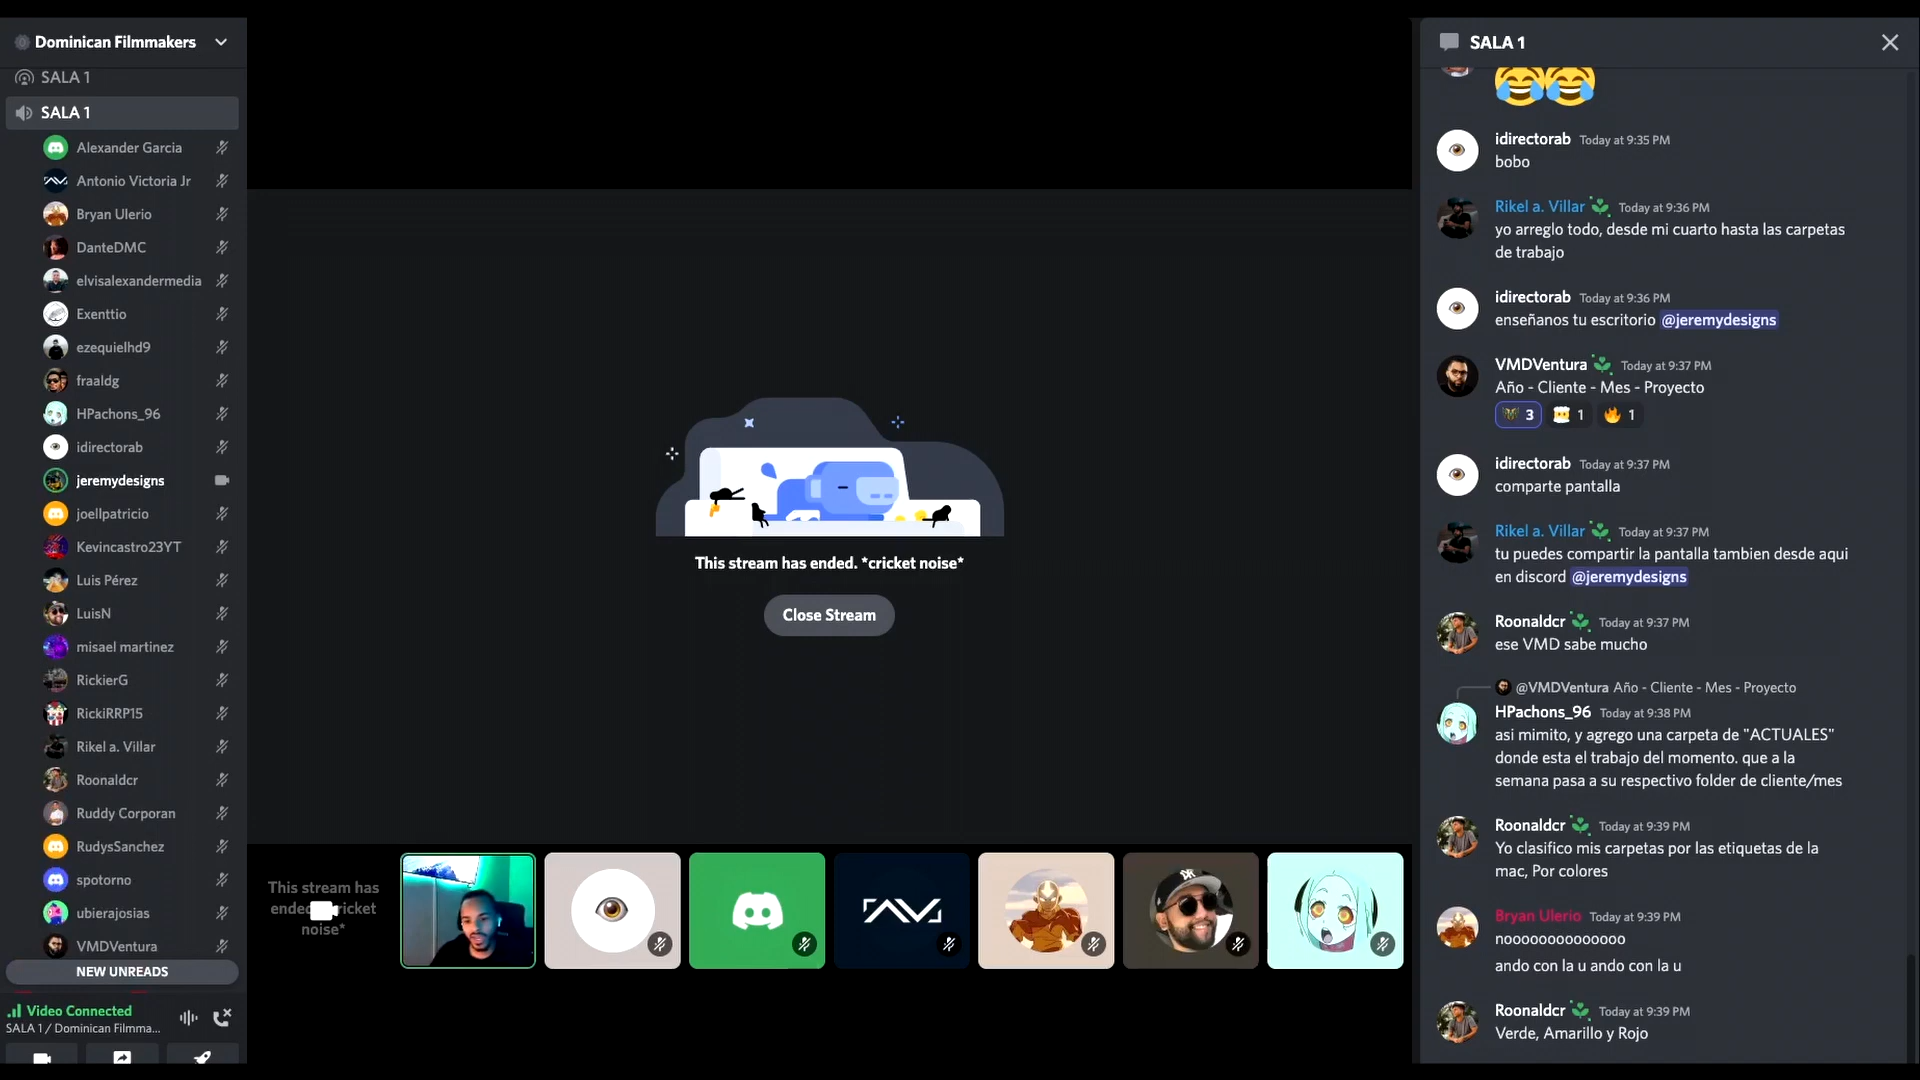 Dominican Filmmakers
SALA 1
SALA 1
Alexander Garcia
Antonio Victoria Jr
Bryan Ulerio
DanteDMC
elvisalexandermedia
Exenttio
ezequielhd9
fraaldg
HPachons_96
idirectorab
jeremydesigns
joellpatricio
Kevincastro23YT
Luis Pérez
LuisN
misael martinez
RickierG
RickiRRP15
Rikel a. Villar
Roonaldcr
Ruddy Corporan
RudysSanchez
spotorno
ubierajosias
VMDVentura
NEW UNREADS
Video Connected
SALA 1 / Dominican Filmma...
This stream has ended. *cricket noise*
Close Stream
This stream has
ended. *cricket
noise*
SALA 1
idirectorab Today at 9:35 PM
bobo
Rikel a. Villar Today at 9:36 PM
yo arreglo todo, desde mi cuarto hasta las carpetas
de trabajo
idirectorab Today at 9:36 PM
enseñanos tu escritorio @jeremydesigns
VMDVentura Today at 9:37 PM
Año - Cliente - Mes - Proyecto
3 1 1
idirectorab Today at 9:37 PM
comparte pantalla
Rikel a. Villar Today at 9:37 PM
tu puedes compartir la pantalla tambien desde aqui
en discord @jeremydesigns
Roonaldcr Today at 9:37 PM
ese VMD sabe mucho
@VMDVentura Año - Cliente - Mes - Proyecto
HPachons_96 Today at 9:38 PM
asi mimito, y agrego una carpeta de "ACTUALES"
donde esta el trabajo del momento. que a la
semana pasa a su respectivo folder de cliente/mes
Roonaldcr Today at 9:39 PM
Yo clasifico mis carpetas por las etiquetas de la
mac, Por colores
Bryan Ulerio Today at 9:39 PM
noooooooooooooo
ando con la u ando con la u
Roonaldcr Today at 9:39 PM
Verde, Amarillo y Rojo